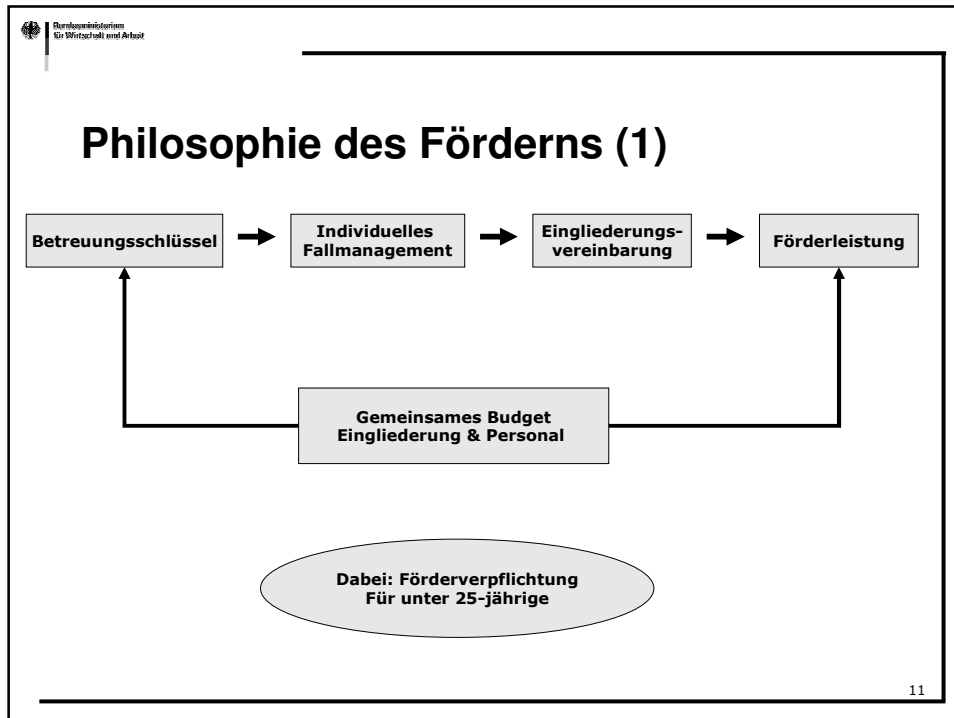 Bundesministerium
für Wirtschaft und Arbeit
Philosophie des Förderns (1)
Betreuungsschlüssel
Individuelles
Fallmanagement
Eingliederungs-
vereinbarung
Förderleistung
Gemeinsames Budget
Eingliederung & Personal
Dabei: Förderverpflichtung
Für unter 25-jährige
11